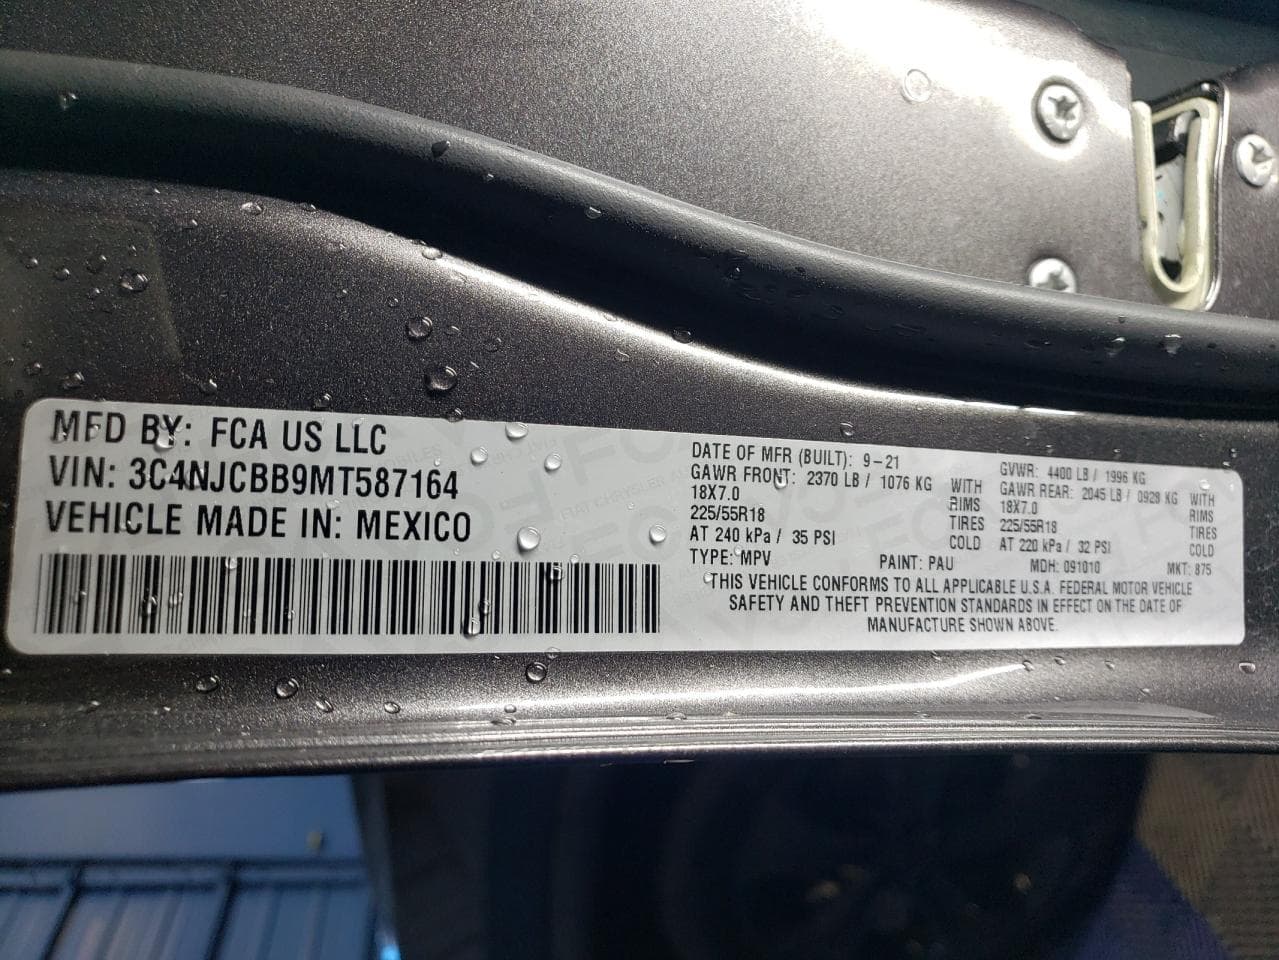 MFD BY: FCA US LLC
VIN: 3C4NJCBB9MT587164
VEHICLE MADE IN: MEXICO
DATE OF MFR (BUILT): 9-21
GVWR: 4400 LB / 1996 KG
GAWR FRONT: 2370 LB / 1076 KG WITH
18X7.0 RIMS
225/55R18 TIRES
AT 240 kPa / 35 PSI COLD
GAWR REAR: 2045 LB / 0928 KG WITH
18X7.0 RIMS
225/55R18 TIRES
AT 220 kPa / 32 PSI COLD
TYPE: MPV PAINT: PAU MDH: 091010 MKT: 875
THIS VEHICLE CONFORMS TO ALL APPLICABLE U.S.A. FEDERAL MOTOR VEHICLE
SAFETY AND THEFT PREVENTION STANDARDS IN EFFECT ON THE DATE OF
MANUFACTURE SHOWN ABOVE.